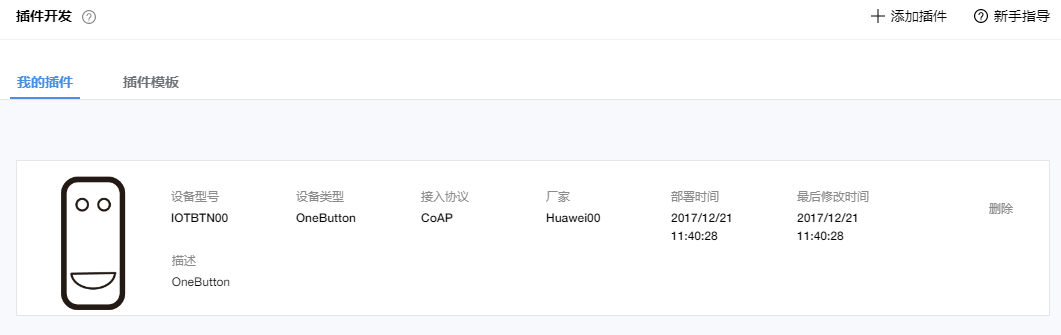 插件开发 ?
添加插件 ? 新手指导
我的插件 插件模板
设备型号 设备类型 接入协议 厂家 部署时间 最后修改时间
IOTBTN00 OneButton CoAP Huawei00 2017/12/21 2017/12/21
11:40:28 11:40:28
删除
描述
OneButton